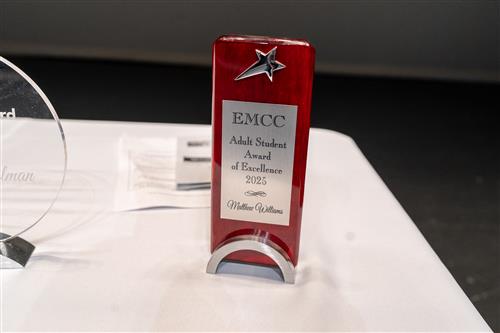 EMCC
Adult Student
Award
of Excellence
2025
Matthew Williams